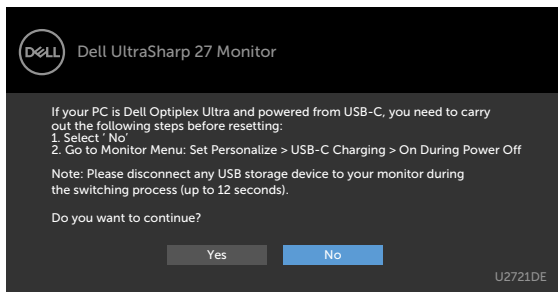 DELL
Dell UltraSharp 27 Monitor
If your PC is Dell Optiplex Ultra and powered from USB-C, you need to carry
out the following steps before resetting:
1. Select ‘ No’
2. Go to Monitor Menu: Set Personalize > USB-C Charging > On During Power Off
Note: Please disconnect any USB storage device to your monitor during
the switching process (up to 12 seconds).
Do you want to continue?
Yes
No
U2721DE